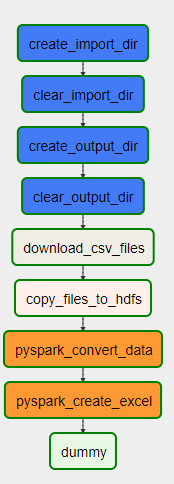 create_import_dir
clear_import_dir
create_output_dir
clear_output_dir
download_csv_files
copy_files_to_hdfs
pyspark_convert_data
pyspark_create_excel
dummy